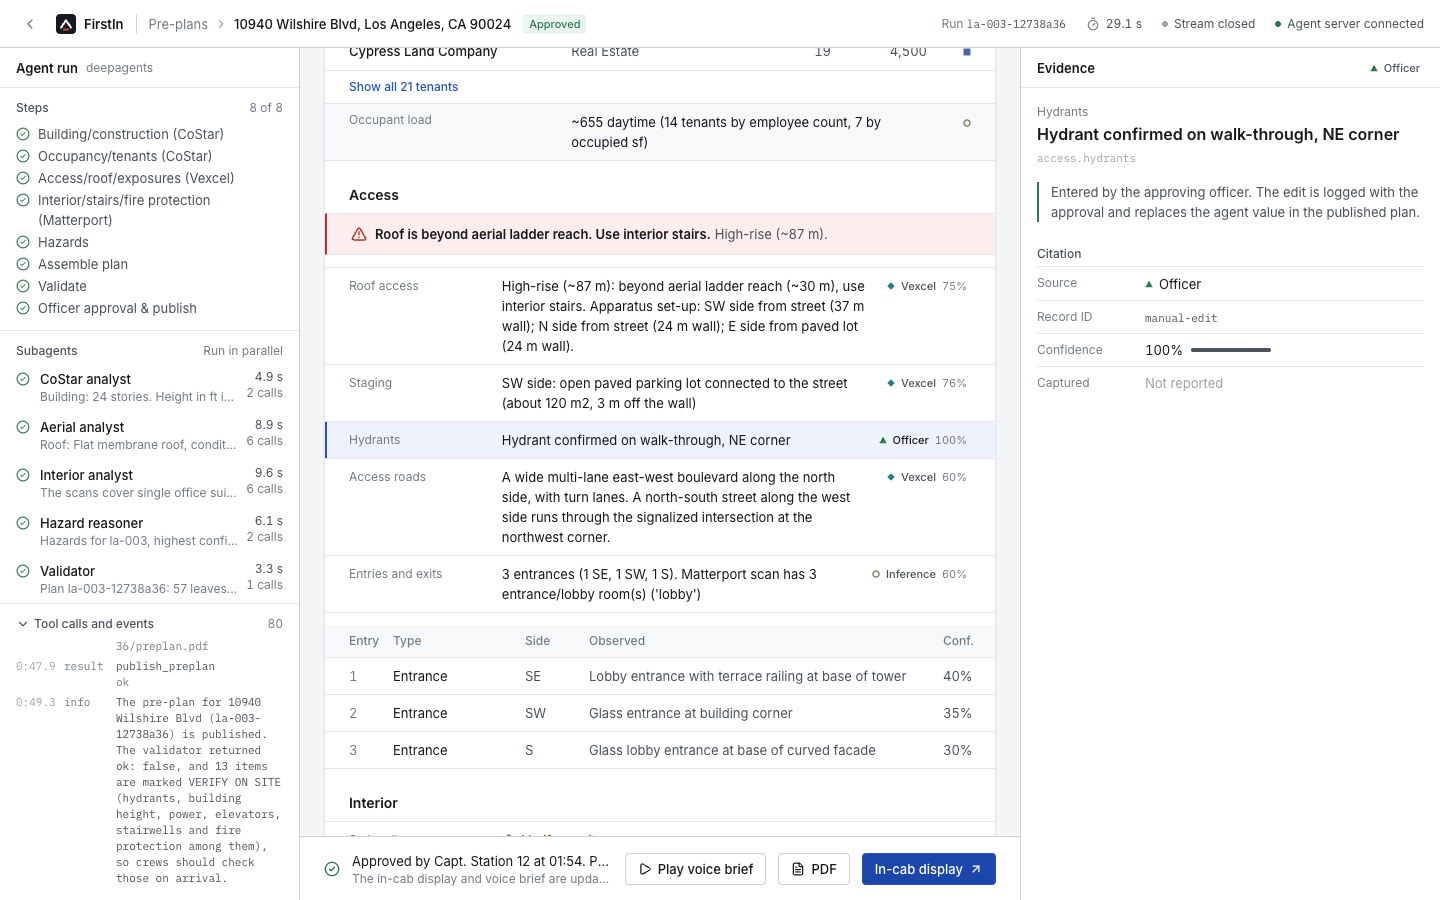 FirstIn
Pre-plans
10940 Wilshire Blvd, Los Angeles, CA 90024
Approved
Run la-003-12738a36
29.1 s
Stream closed
Agent server connected
Agent run deepagents
Steps 8 of 8
Building/construction (CoStar)
Occupancy/tenants (CoStar)
Access/roof/exposures (Vexcel)
Interior/stairs/fire protection
(Matterport)
Hazards
Assemble plan
Validate
Officer approval & publish
Subagents Run in parallel
CoStar analyst 4.9 s
Building: 24 stories. Height in ft i... 2 calls
Aerial analyst 8.9 s
Roof: Flat membrane roof, condit... 6 calls
Interior analyst 9.6 s
The scans cover single office sui... 6 calls
Hazard reasoner 6.1 s
Hazards for la-003, highest confi... 2 calls
Validator 3.3 s
Plan la-003-12738a36: 57 leaves... 1 calls
Tool calls and events 80
36/preplan.pdf
0:47.9 result publish_preplan
ok
0:49.3 info The pre-plan for 10940
Wilshire Blvd (la-003-
12738a36) is published.
The validator returned
ok: false, and 13 items
are marked VERIFY ON SITE
(hydrants, building
height, power, elevators,
stairwells and fire
protection among them),
so crews should check
those on arrival.
Cypress Land Company Real Estate 19 4,500
Show all 21 tenants
Occupant load ~655 daytime (14 tenants by employee count, 7 by
occupied sf)
Access
Roof is beyond aerial ladder reach. Use interior stairs. High-rise (~87 m).
Roof access High-rise (~87 m): beyond aerial ladder reach (~30 m), use Vexcel 75%
interior stairs. Apparatus set-up: SW side from street (37 m
wall); N side from street (24 m wall); E side from paved lot
(24 m wall).
Staging SW side: open paved parking lot connected to the street Vexcel 76%
(about 120 m2, 3 m off the wall)
Hydrants Hydrant confirmed on walk-through, NE corner Officer 100%
Access roads A wide multi-lane east-west boulevard along the north Vexcel 60%
side, with turn lanes. A north-south street along the west
side runs through the signalized intersection at the
northwest corner.
Entries and exits 3 entrances (1 SE, 1 SW, 1 S). Matterport scan has 3 Inference 60%
entrance/lobby room(s) ('lobby')
Entry Type Side Observed Conf.
1 Entrance SE Lobby entrance with terrace railing at base of tower 40%
2 Entrance SW Glass entrance at building corner 35%
3 Entrance S Glass lobby entrance at base of curved facade 30%
Interior
Approved by Capt. Station 12 at 01:54. P...
The in-cab display and voice brief are upda...
Play voice brief
PDF
In-cab display
Evidence Officer
Hydrants
Hydrant confirmed on walk-through, NE corner
access.hydrants
Entered by the approving officer. The edit is logged with the
approval and replaces the agent value in the published plan.
Citation
Source Officer
Record ID manual-edit
Confidence 100%
Captured Not reported